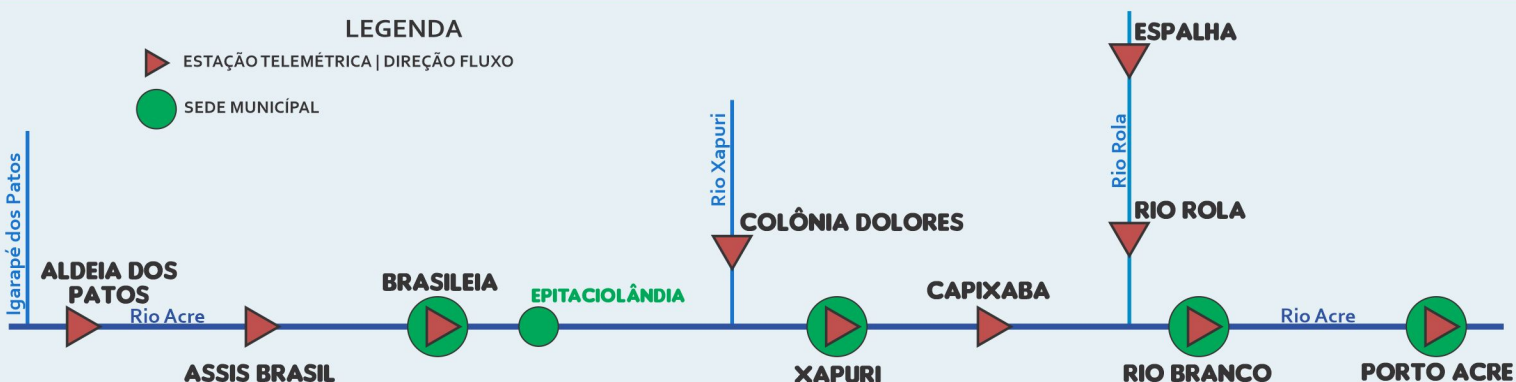 LEGENDA
ESTAÇÃO TELEMÉTRICA | DIREÇÃO FLUXO
SEDE MUNICÍPAL
Igarapé dos Patos
ALDEIA DOS
PATOS
Rio Acre
ASSIS BRASIL
BRASILEIA
EPITACIOLÂNDIA
Rio Xapuri
COLÔNIA DOLORES
XAPURI
CAPIXABA
ESPALHA
Rio Rola
RIO ROLA
RIO BRANCO
Rio Acre
PORTO ACRE